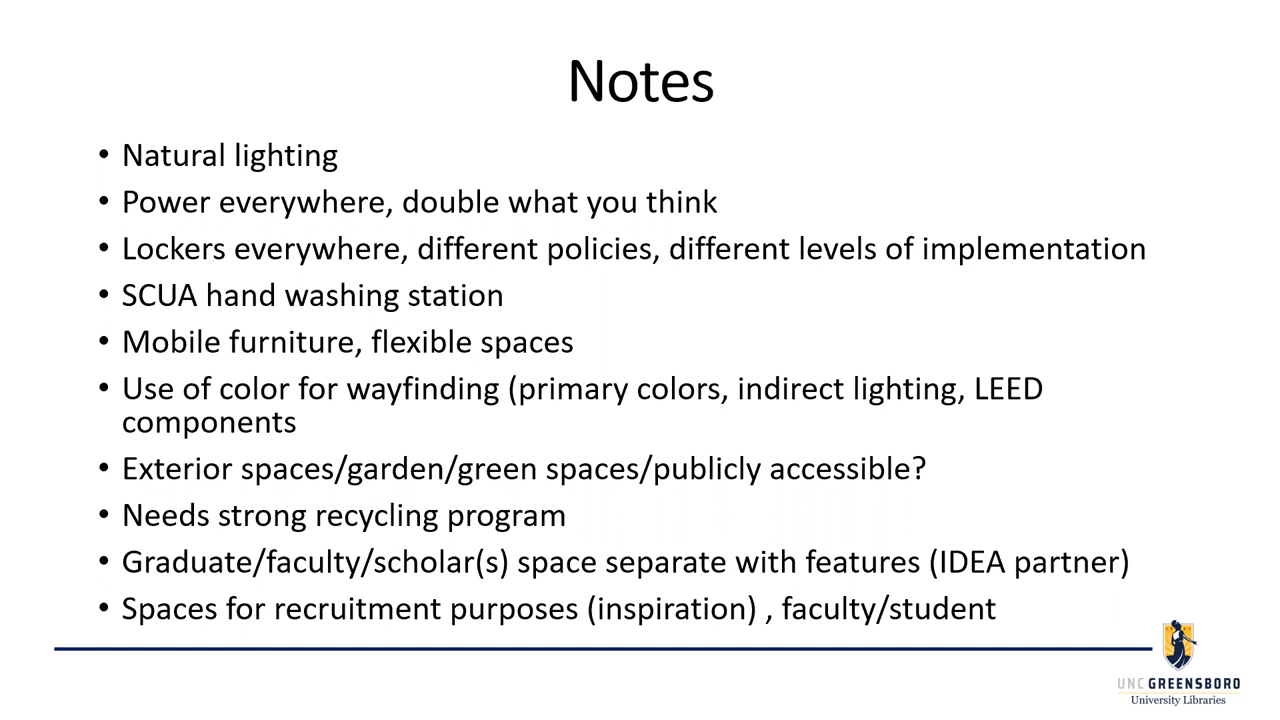 Notes
• Natural lighting
• Power everywhere, double what you think
• Lockers everywhere, different policies, different levels of implementation
• SCUA hand washing station
• Mobile furniture, flexible spaces
• Use of color for wayfinding (primary colors, indirect lighting, LEED
components
• Exterior spaces/garden/green spaces/publicly accessible?
• Needs strong recycling program
• Graduate/faculty/scholar(s) space separate with features (IDEA partner)
• Spaces for recruitment purposes (inspiration) , faculty/student
UNC GREENSBORO
University Libraries